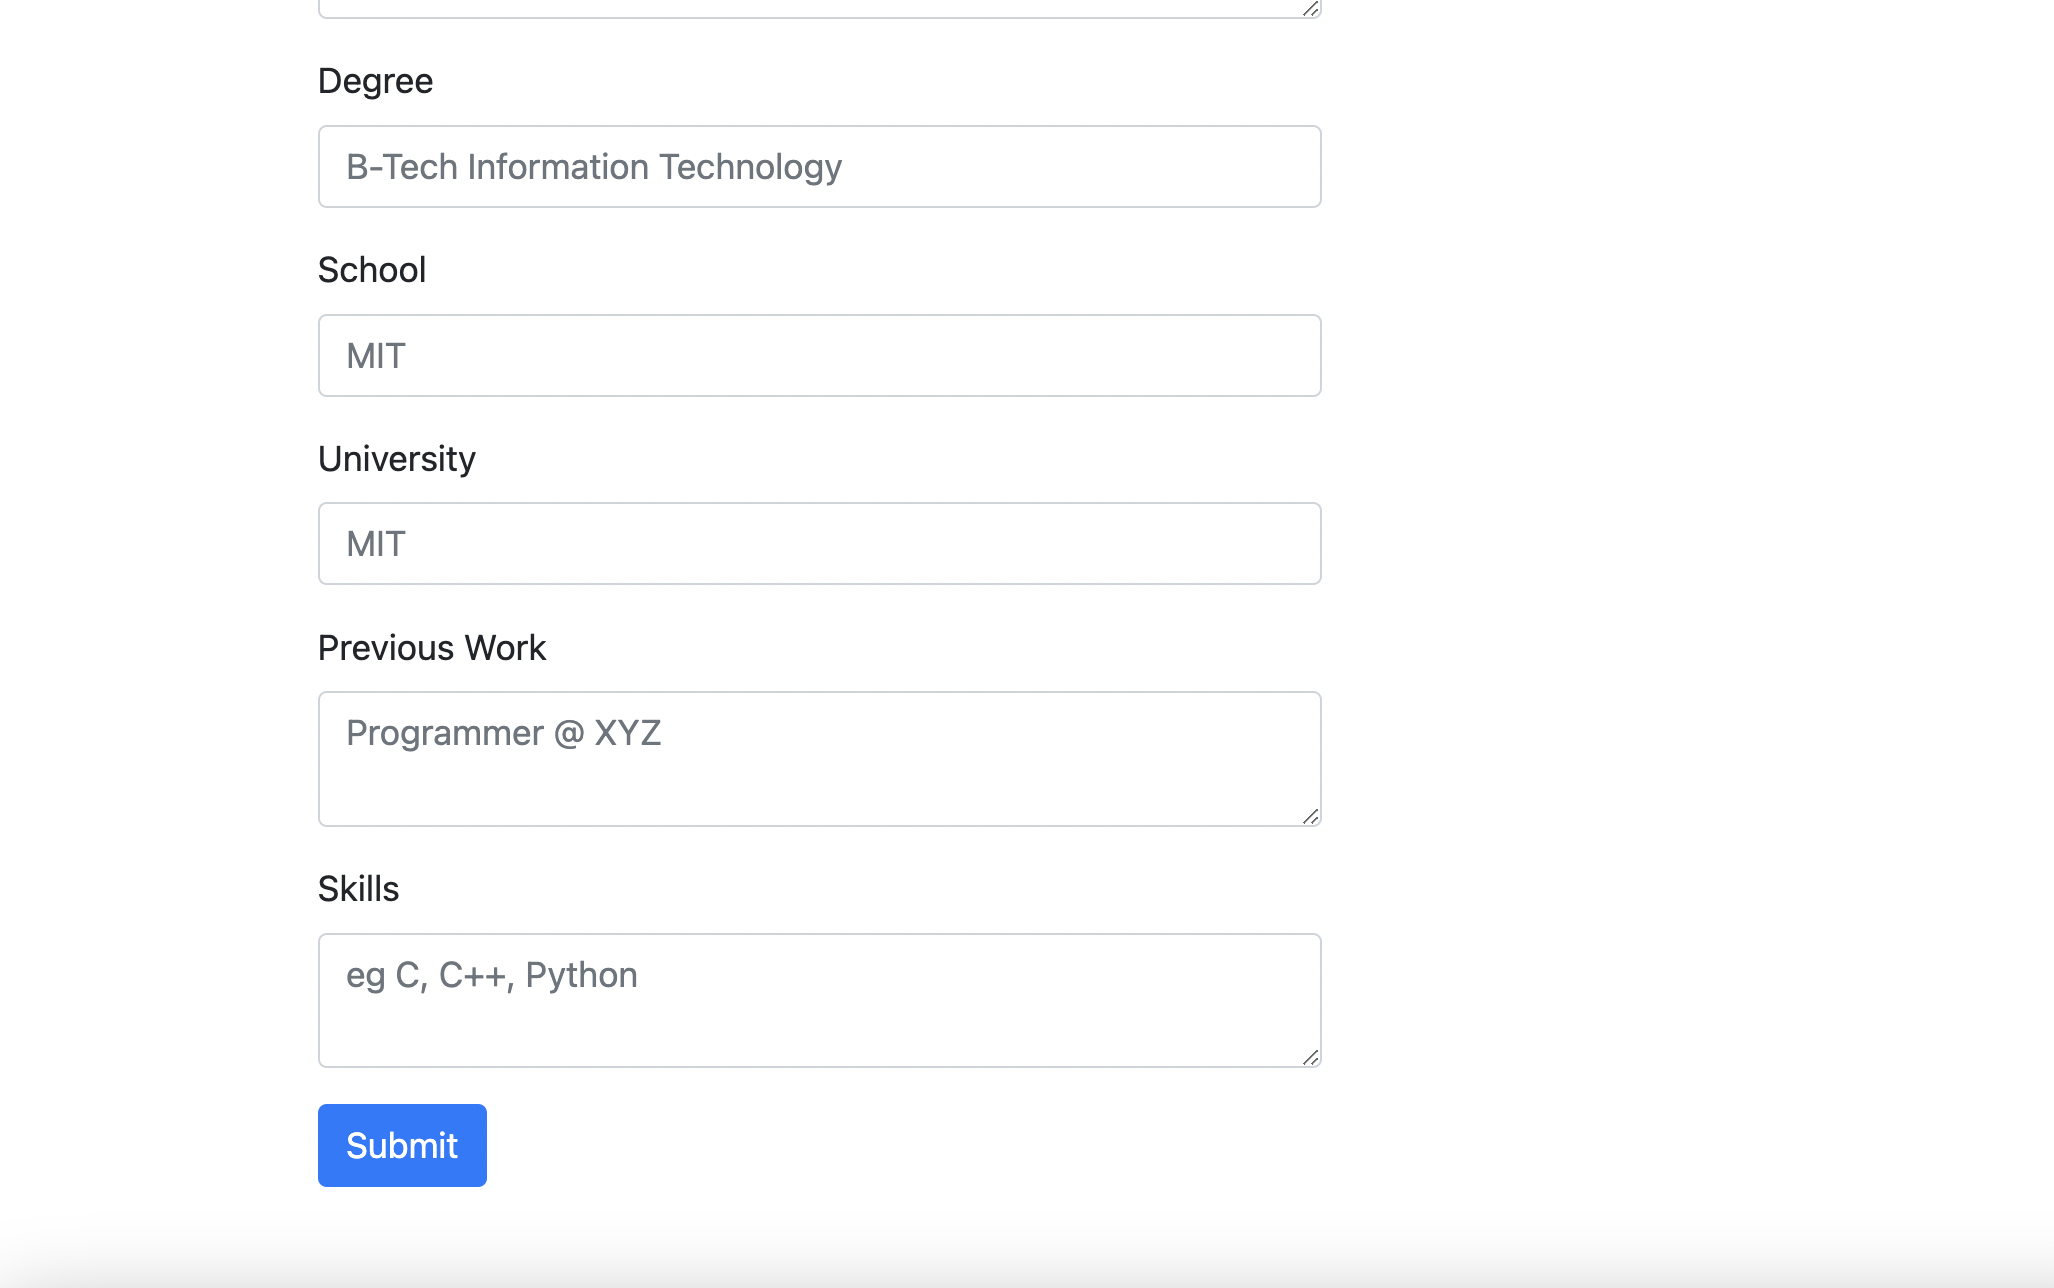 Degree
B-Tech Information Technology
School
MIT
University
MIT
Previous Work
Programmer @ XYZ
Skills
eg C, C++, Python
Submit